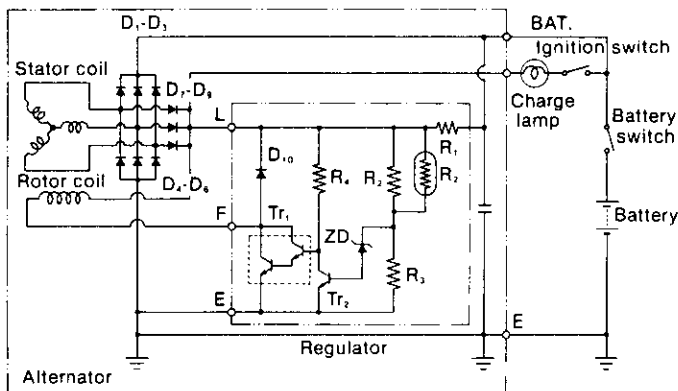 D₁-D₃
BAT.
Ignition switch
Stator coil
D₇-D₉
Charge lamp
Battery switch
L
R₁
D₁₀
R₄
R₂
R₂
Rotor coil
D₄-D₆
F
Tr₁
ZD
Battery
R₃
E
Tr₂
E
Regulator
Alternator